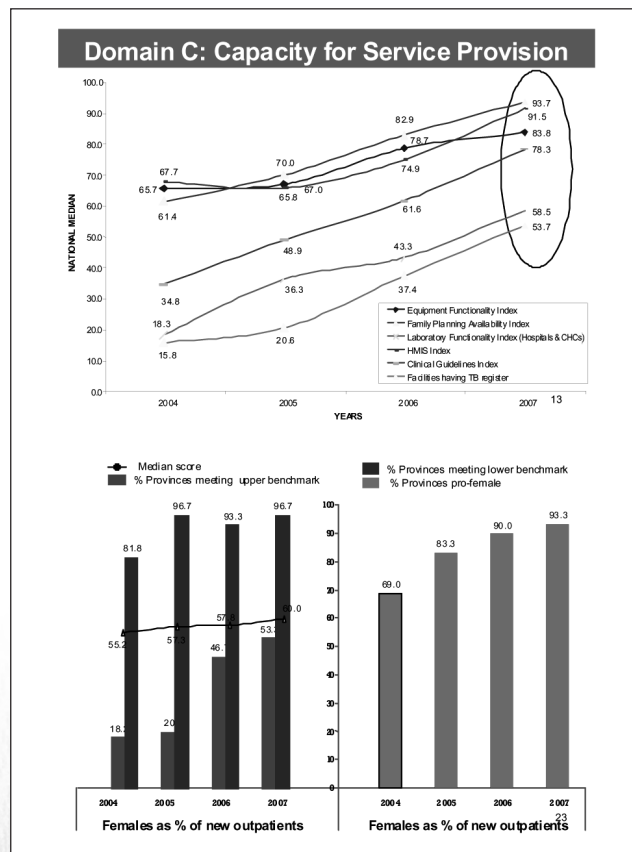 Domain C: Capacity for Service Provision
NATIONAL MEDIAN
100.0
90.0
80.0
70.0
60.0
50.0
40.0
30.0
20.0
10.0
0.0
93.7
91.5
83.8
78.3
58.5
53.7
82.9
78.7
74.9
61.6
43.3
37.4
70.0
67.0
65.8
48.9
36.3
20.6
67.7
65.7
61.4
34.8
18.3
15.8
Equipment Functionality Index
Family Planning Availability Index
Laboratory Functionality Index (Hospitals & CHCs)
HMIS Index
Clinical Guidelines Index
Facilities having TB register
2004 2005 2006 2007
13
YEARS
Median score
% Provinces meeting upper benchmark
% Provinces meeting lower benchmark
% Provinces pro-female
81.8 96.7 93.3 96.7
55.2 57.3 57.8 60.0
20
53.
46.
18.
2004 2005 2006 2007
Females as % of new outpatients
100
90
80
70
60
50
40
30
20
10
0
69.0 83.3 90.0 93.3
2004 2005 2006 2007
23
Females as % of new outpatients